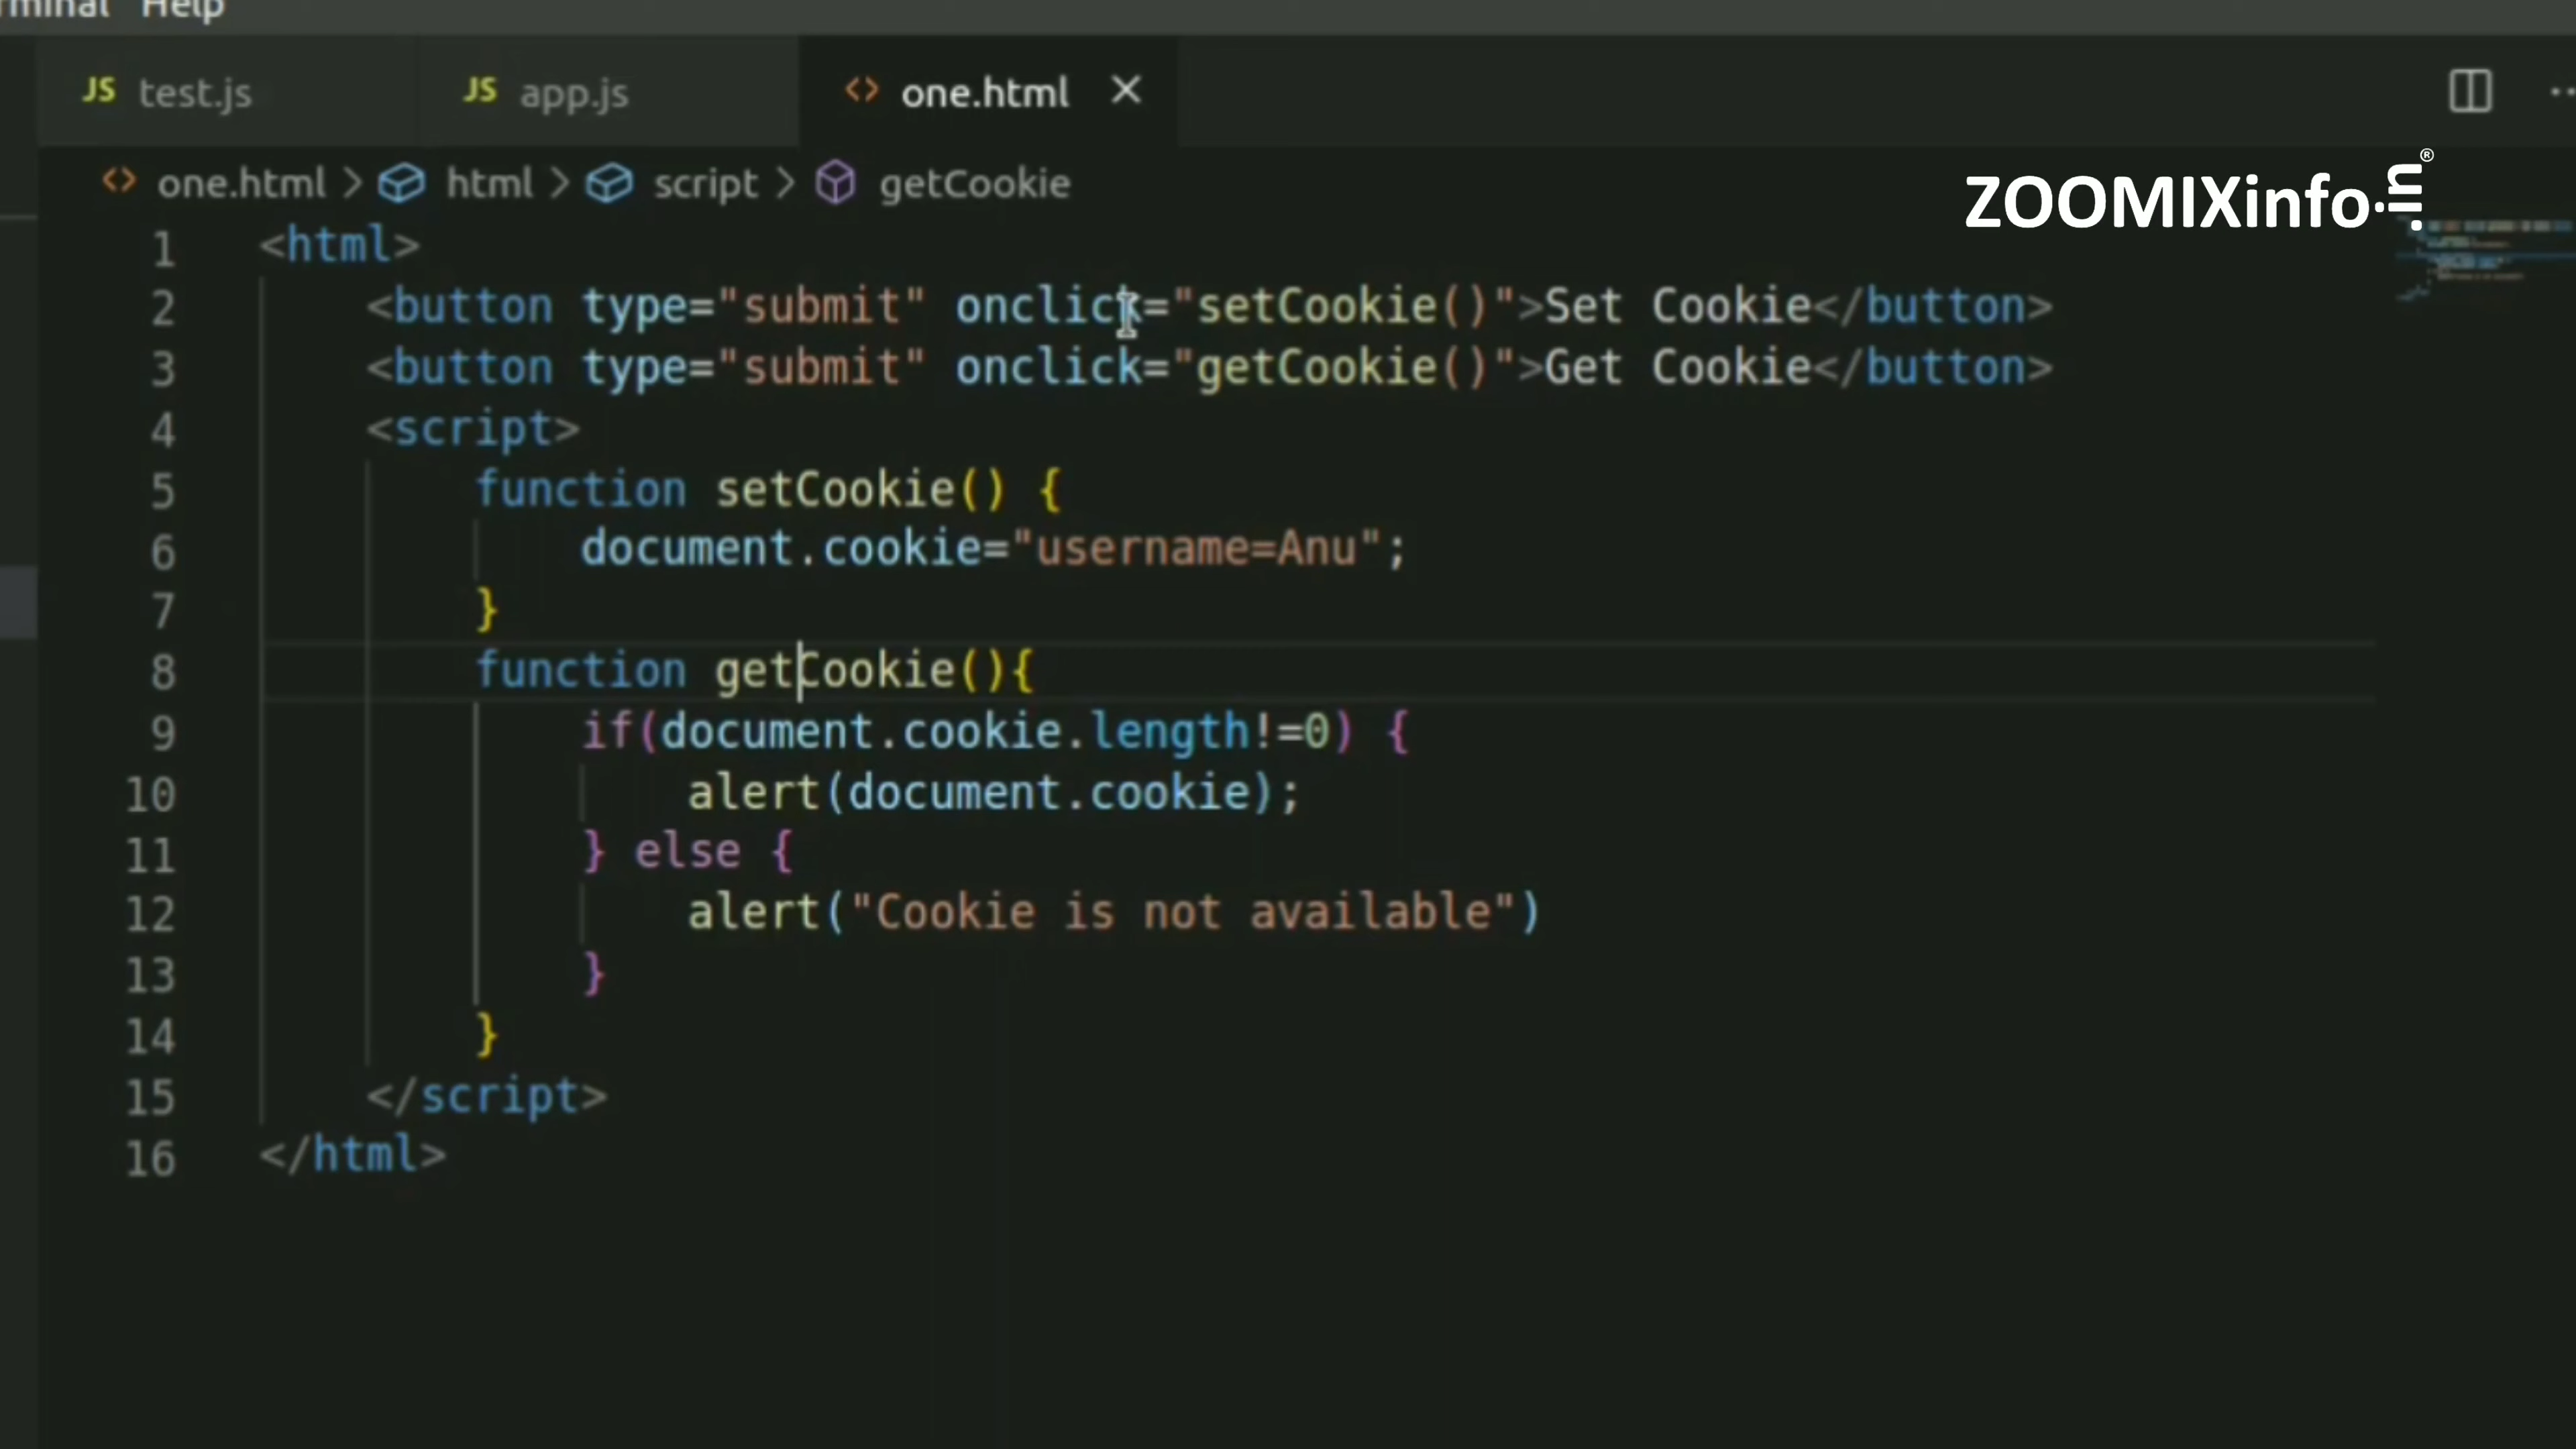 Help
JS test.js JS app.js <> one.html ×
<> one.html > html > script > getCookie
ZOOMIXinfo.in®
1 <html>
2 <button type="submit" onclick="setCookie()">Set Cookie</button>
3 <button type="submit" onclick="getCookie()">Get Cookie</button>
4 <script>
5 function setCookie() {
6 document.cookie="username=Anu";
7 }
8 function getCookie(){
9 if(document.cookie.length!=0) {
10 alert(document.cookie);
11 } else {
12 alert("Cookie is not available")
13 }
14 }
15 </script>
16 </html>